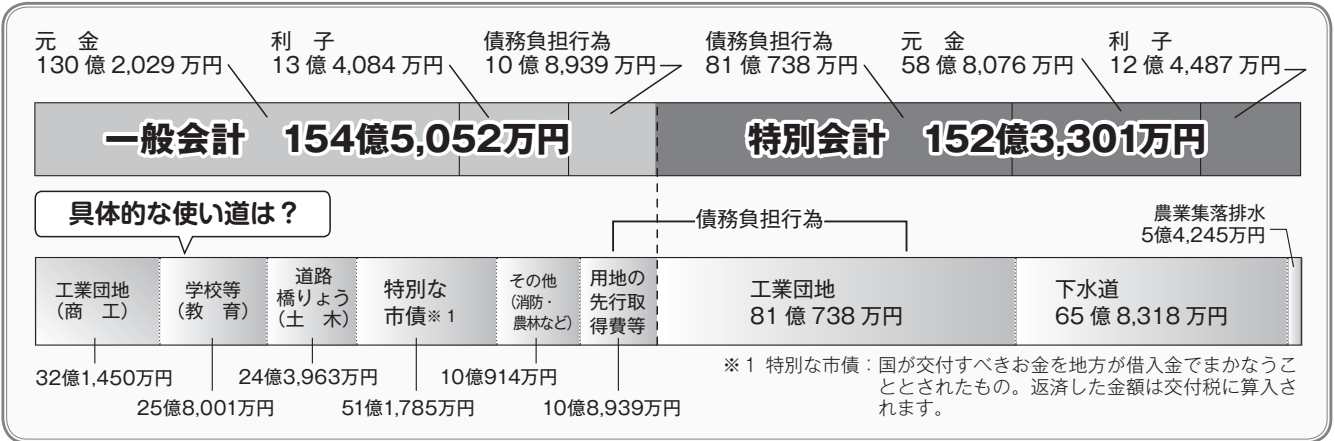 元　金
130 億 2,029 万円
利　子
13 億 4,084 万円
債務負担行為
10 億 8,939 万円
債務負担行為
81 億 738 万円
元　金
58 億 8,076 万円
利　子
12 億 4,487 万円
一般会計　154億5,052万円
特別会計　152億3,301万円
具体的な使い道は？
債務負担行為
農業集落排水
5億4,245万円
工業団地
（商　工）
学校等
（教　育）
道路
橋りょう
（土　木）
特別な
市債※1
その他
（消防・
農林など）
用地の
先行取
得費等
工業団地
81 億 738 万円
下水道
65 億 8,318 万円
32億1,450万円
25億8,001万円
24億3,963万円
51億1,785万円
10億914万円
10億8,939万円
※1 特別な市債：国が交付すべきお金を地方が借入金でまかなうこ
ととされたもの。返済した金額は交付税に算入さ
れます。